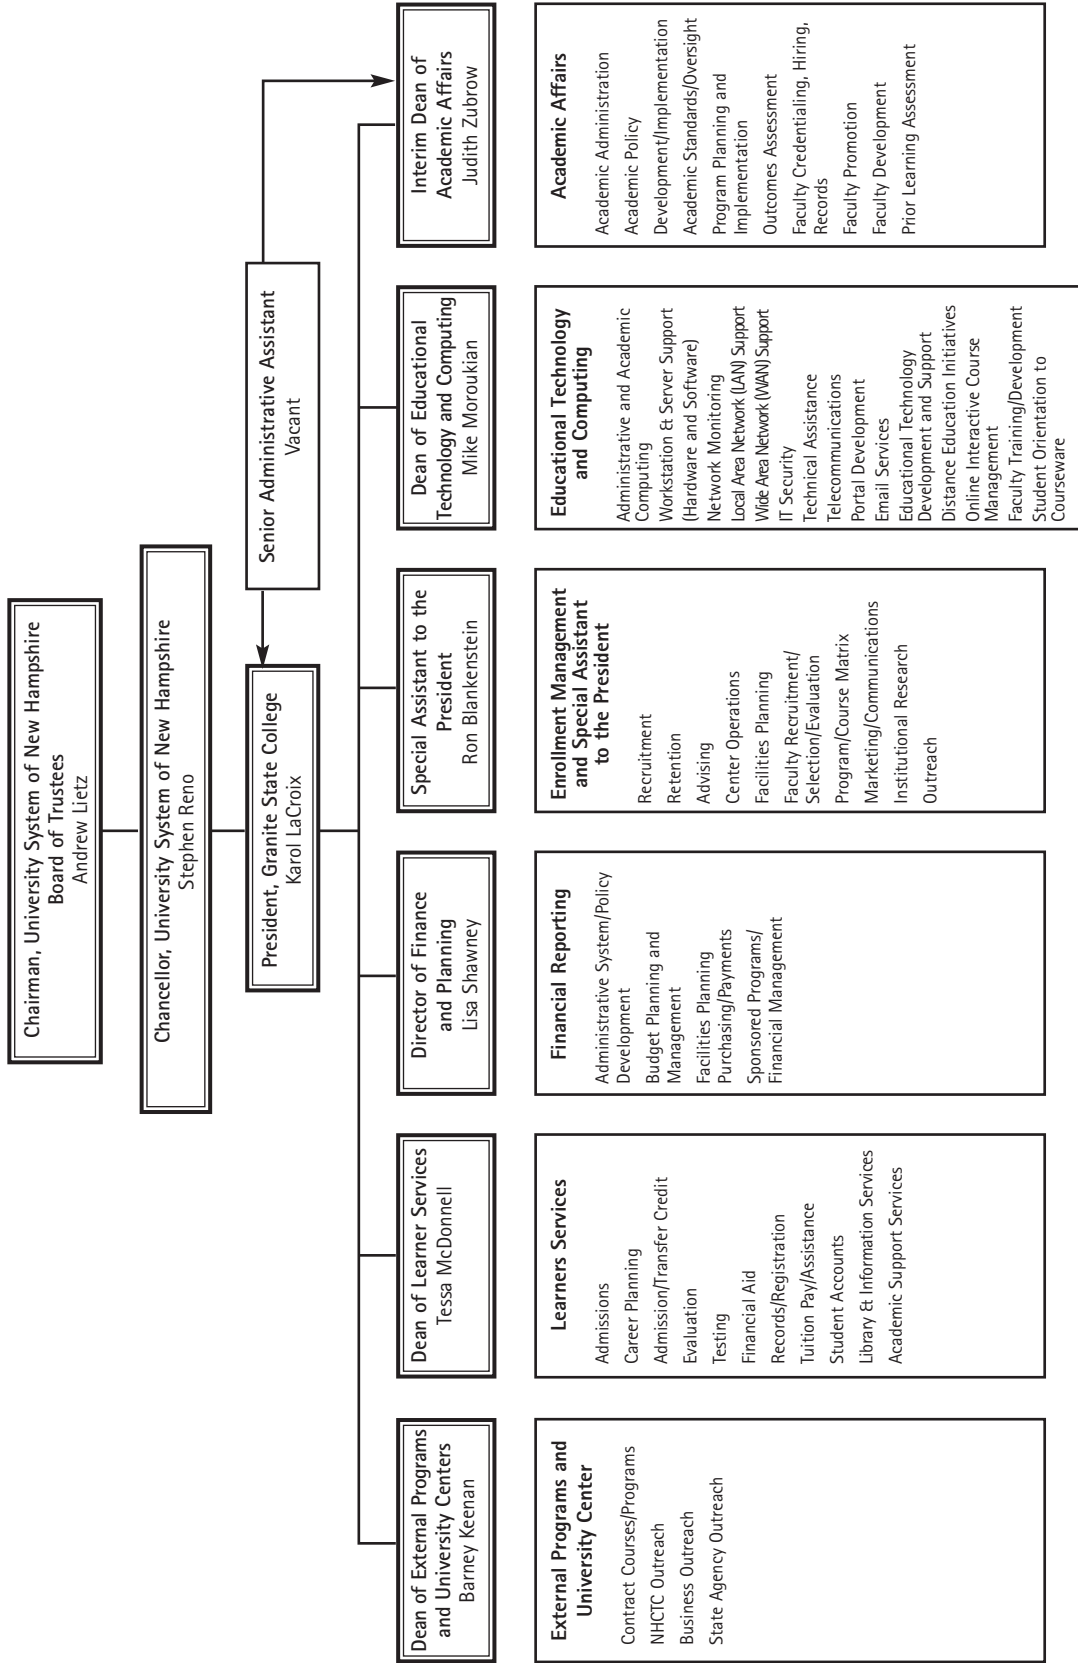 Chairman, University System of New Hampshire
Board of Trustees
Andrew Lietz
Chancellor, University System of New Hampshire
Stephen Reno
President, Granite State College
Karol LaCroix
Senior Administrative Assistant
Vacant
Dean of External Programs
and University Centers
Barney Keenan
Dean of Learner Services
Tessa McDonnell
Director of Finance
and Planning
Lisa Shawney
Special Assistant to the
President
Ron Blankenstein
Dean of Educational
Technology and Computing
Mike Moroukian
Interim Dean of
Academic Affairs
Judith Zubrow
External Programs and
University Center
Contract Courses/Programs
NHCTC Outreach
Business Outreach
State Agency Outreach
Learners Services
Admissions
Career Planning
Admission/Transfer Credit
Evaluation
Testing
Financial Aid
Records/Registration
Tuition Pay/Assistance
Student Accounts
Library & Information Services
Academic Support Services
Financial Reporting
Administrative System/Policy
Development
Budget Planning and
Management
Facilities Planning
Purchasing/Payments
Sponsored Programs/
Financial Management
Enrollment Management
and Special Assistant
to the President
Recruitment
Retention
Advising
Center Operations
Facilities Planning
Faculty Recruitment/
Selection/Evaluation
Program/Course Matrix
Marketing/Communications
Institutional Research
Outreach
Educational Technology
and Computing
Administrative and Academic
Computing
Workstation & Server Support
(Hardware and Software)
Network Monitoring
Local Area Network (LAN) Support
Wide Area Network (WAN) Support
IT Security
Technical Assistance
Telecommunications
Portal Development
Email Services
Educational Technology
Development and Support
Distance Education Initiatives
Online Interactive Course
Management
Faculty Training/Development
Student Orientation to
Courseware
Academic Affairs
Academic Administration
Academic Policy
Development/Implementation
Academic Standards/Oversight
Program Planning and
Implementation
Outcomes Assessment
Faculty Credentialing, Hiring,
Records
Faculty Promotion
Faculty Development
Prior Learning Assessment